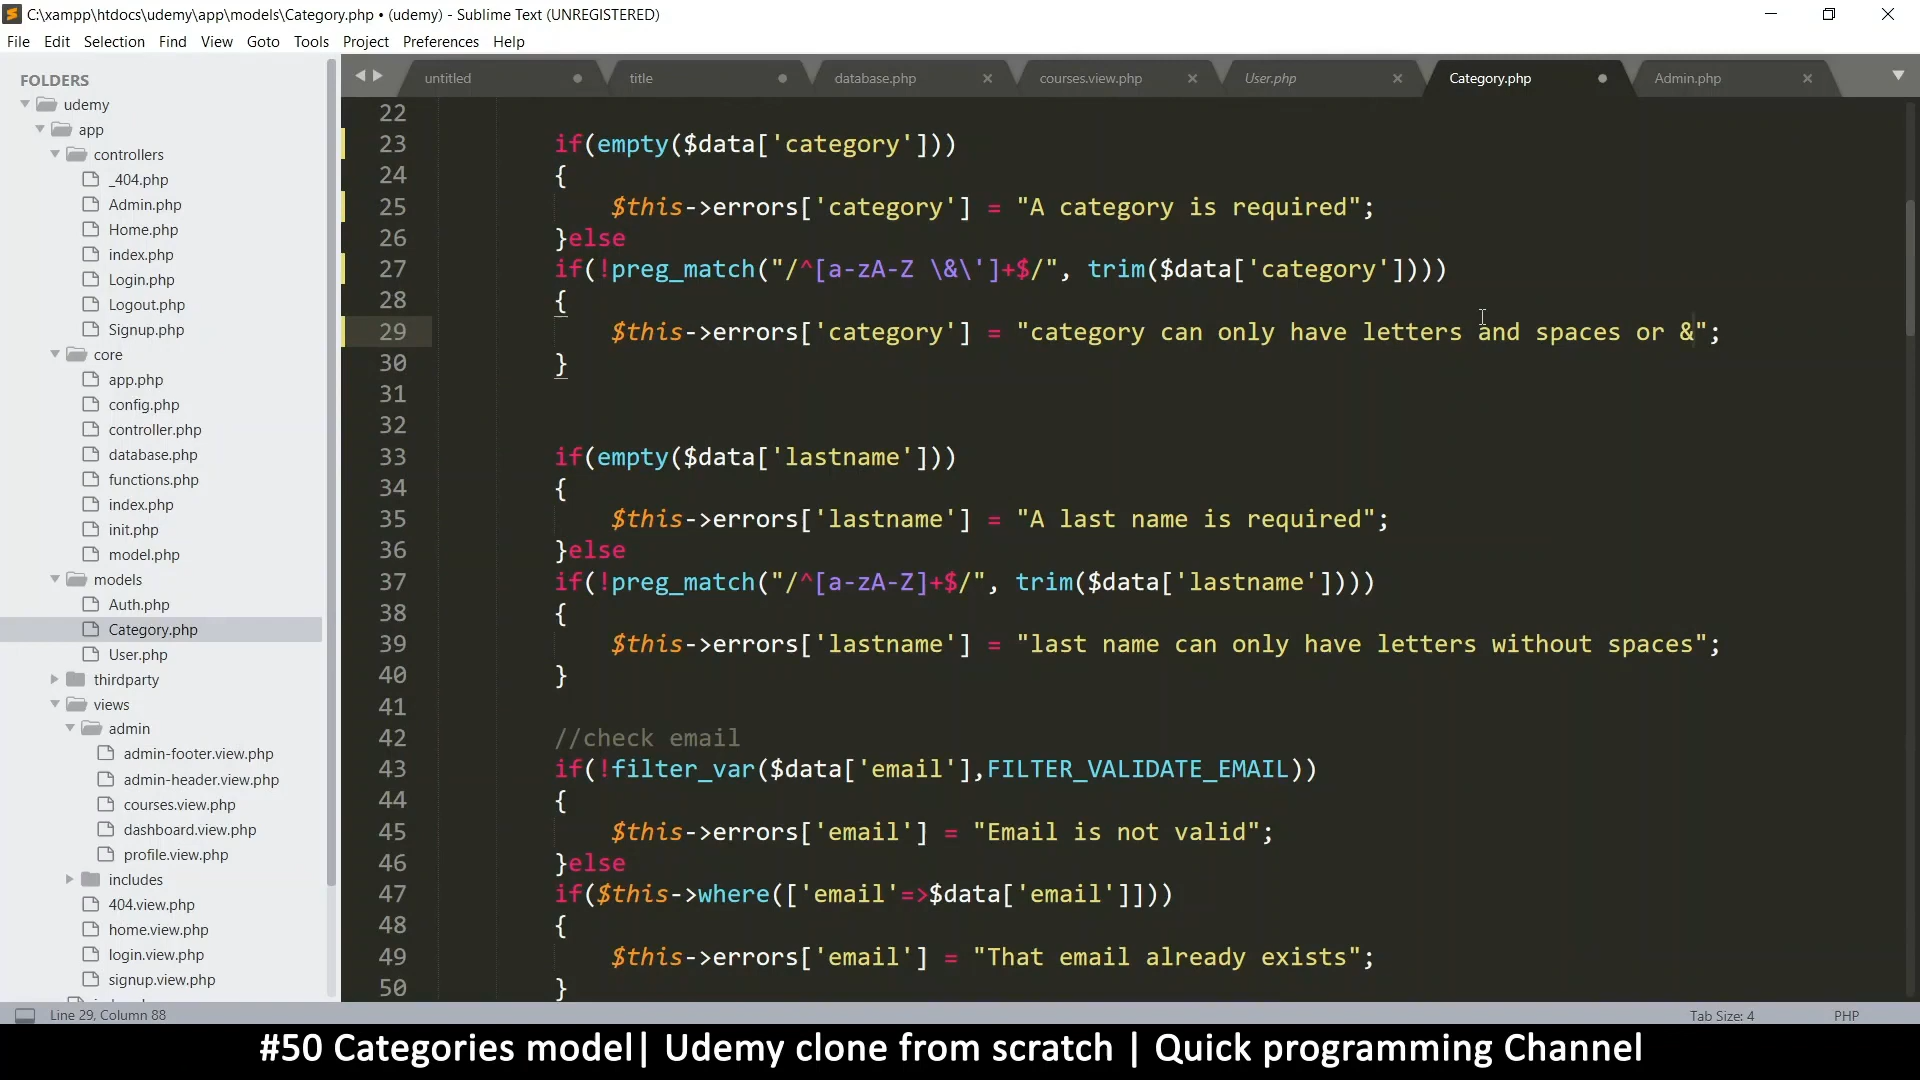 C:\xampp\htdocs\udemy\app\models\Category.php • (udemy) - Sublime Text (UNREGISTERED)
File Edit Selection Find View Goto Tools Project Preferences Help
FOLDERS
udemy
app
controllers
_404.php
Admin.php
Home.php
index.php
Login.php
Logout.php
Signup.php
core
app.php
config.php
controller.php
database.php
functions.php
index.php
init.php
model.php
models
Auth.php
Category.php
User.php
thirdparty
views
admin
admin-footer.view.php
admin-header.view.php
courses.view.php
dashboard.view.php
profile.view.php
includes
404.view.php
home.view.php
login.view.php
signup.view.php
untitled title database.php courses.view.php User.php Category.php Admin.php
22
23 if(empty($data['category']))
24 {
25 $this->errors['category'] = "A category is required";
26 }else
27 if(!preg_match("/^[a-zA-Z \&\']+$/", trim($data['category'])))
28 {
29 $this->errors['category'] = "category can only have letters and spaces or &";
30 }
31
32
33 if(empty($data['lastname']))
34 {
35 $this->errors['lastname'] = "A last name is required";
36 }else
37 if(!preg_match("/^[a-zA-Z]+$/", trim($data['lastname'])))
38 {
39 $this->errors['lastname'] = "last name can only have letters without spaces";
40 }
41
42 //check email
43 if(!filter_var($data['email'],FILTER_VALIDATE_EMAIL))
44 {
45 $this->errors['email'] = "Email is not valid";
46 }else
47 if($this->where(['email'=>$data['email']]))
48 {
49 $this->errors['email'] = "That email already exists";
50 }
Line 29, Column 88 Tab Size: 4 PHP
#50 Categories model| Udemy clone from scratch | Quick programming Channel